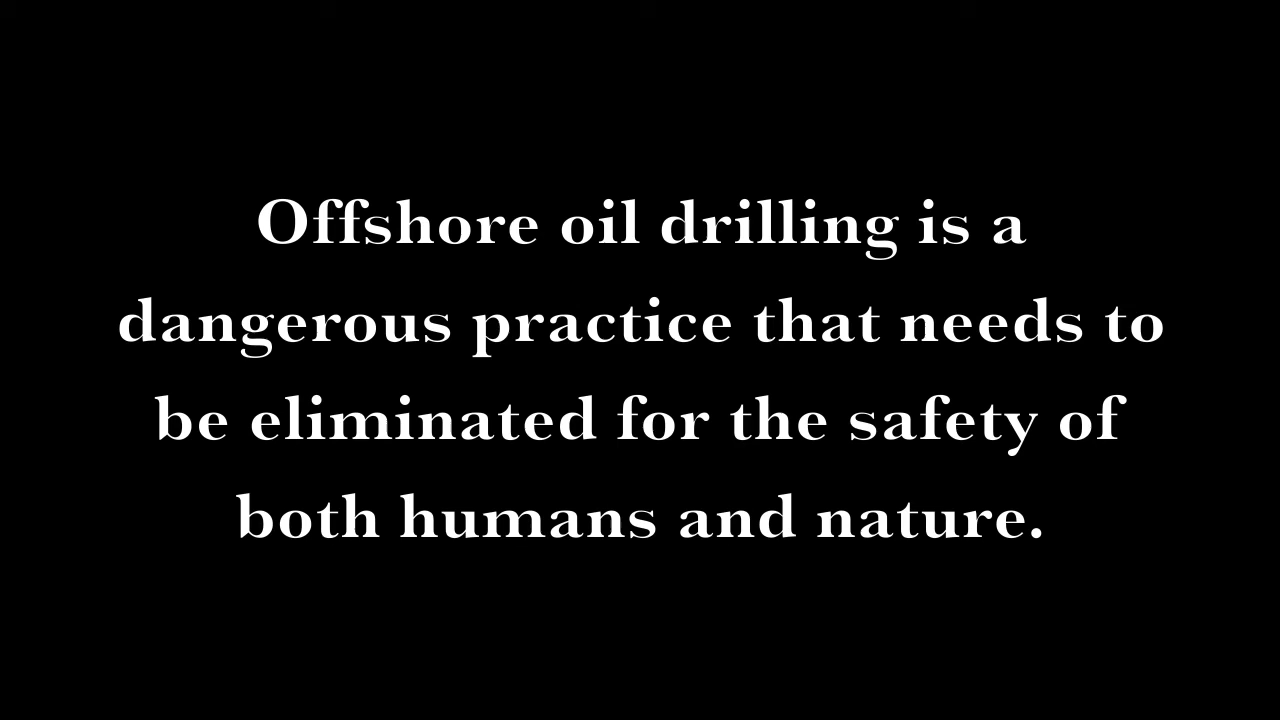 Offshore oil drilling is a
dangerous practice that needs to
be eliminated for the safety of
both humans and nature.